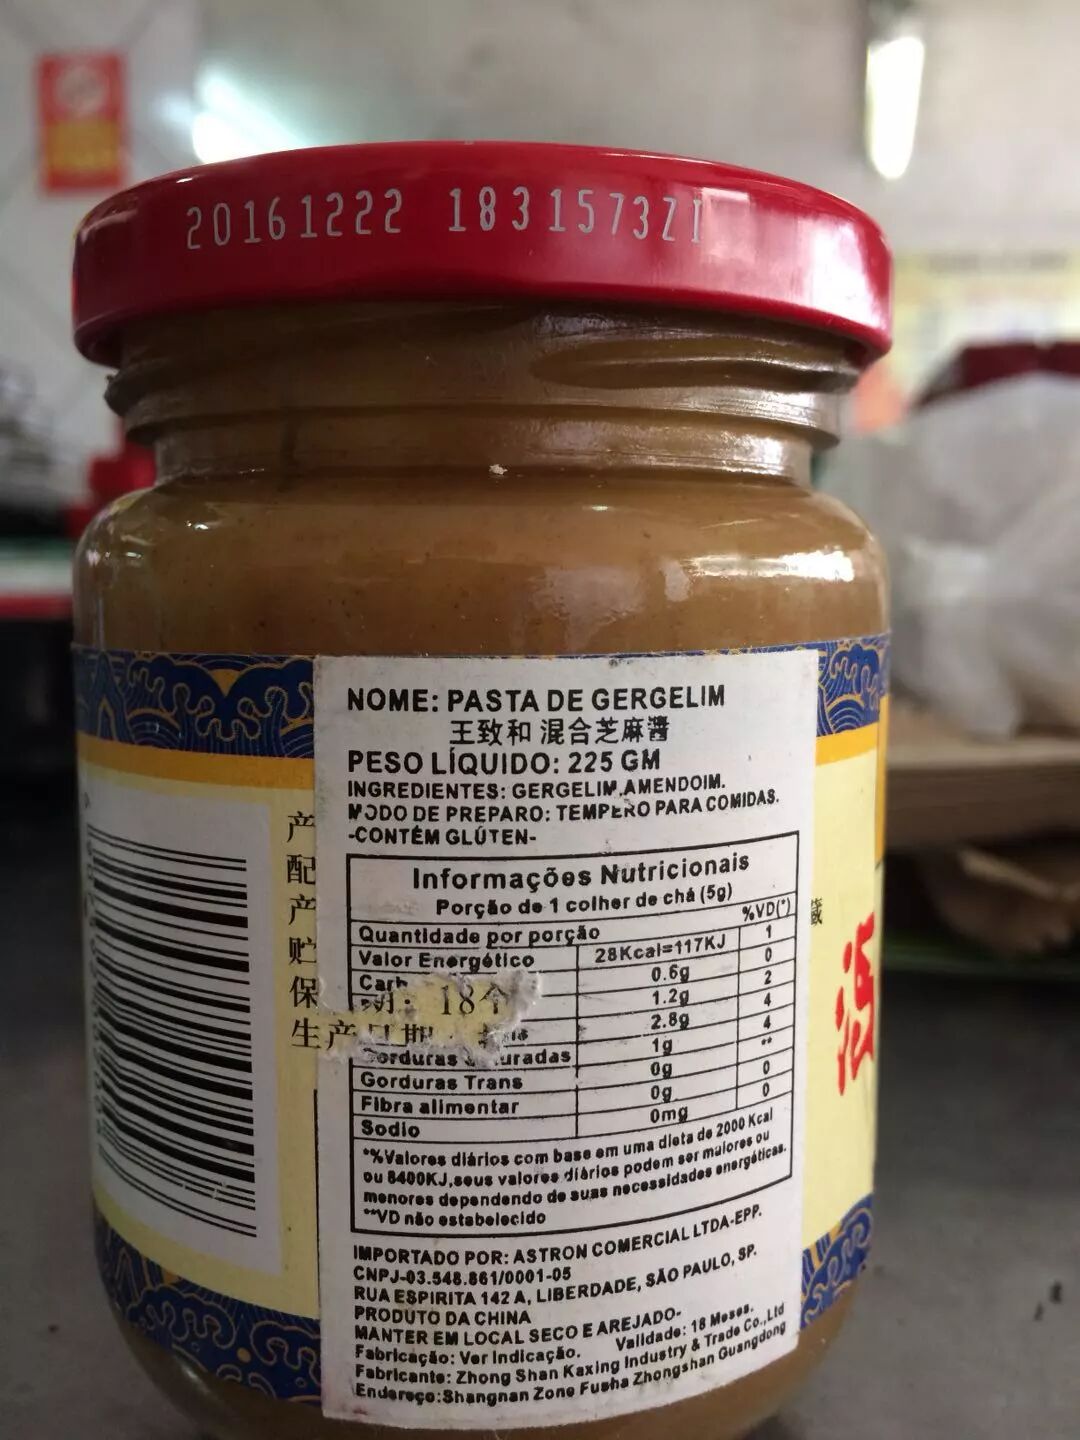 20161222 1831573ZI
NOME: PASTA DE GERGELIM
王致和 混合芝麻醬
PESO LÍQUIDO: 225 GM
INGREDIENTES: GERGELIM,AMENDOIM.
MODO DE PREPARO: TEMPERO PARA COMIDAS.
-CONTÉM GLÚTEN-
Informações Nutricionais
Porção de 1 colher de chá (5g)
Quantidade por porção %VD(*)
Valor Energético 28Kcal=117KJ 1
Carb 0.6g 0
1.2g 2
2.8g 4
Gorduras uradas 1g 4
Gorduras Trans 0g **
Fibra alimentar 0g 0
Sodio 0mg 0
*%Valores diários com base em uma dieta de 2000 Kcal
ou 8400KJ,seus valores diários podem ser maiores ou
menores dependendo de suas necessidades energéticas.
**VD não estabelecido
IMPORTADO POR: ASTRON COMERCIAL LTDA-EPP.
CNPJ-03.548.861/0001-05
RUA ESPIRITA 142 A, LIBERDADE, SÃO PAULO, SP.
PRODUTO DA CHINA
MANTER EM LOCAL SECO E AREJADO-
Fabricação: Ver Indicação. Validade: 18 Meses.
Fabricante: Zhong Shan Kaxing Industry & Trade Co.,Ltd
Endereço:Shangnan Zone Fusha Zhongshan Guangdong
产
配
产
贮
保 期: 18个
生产日期
藏